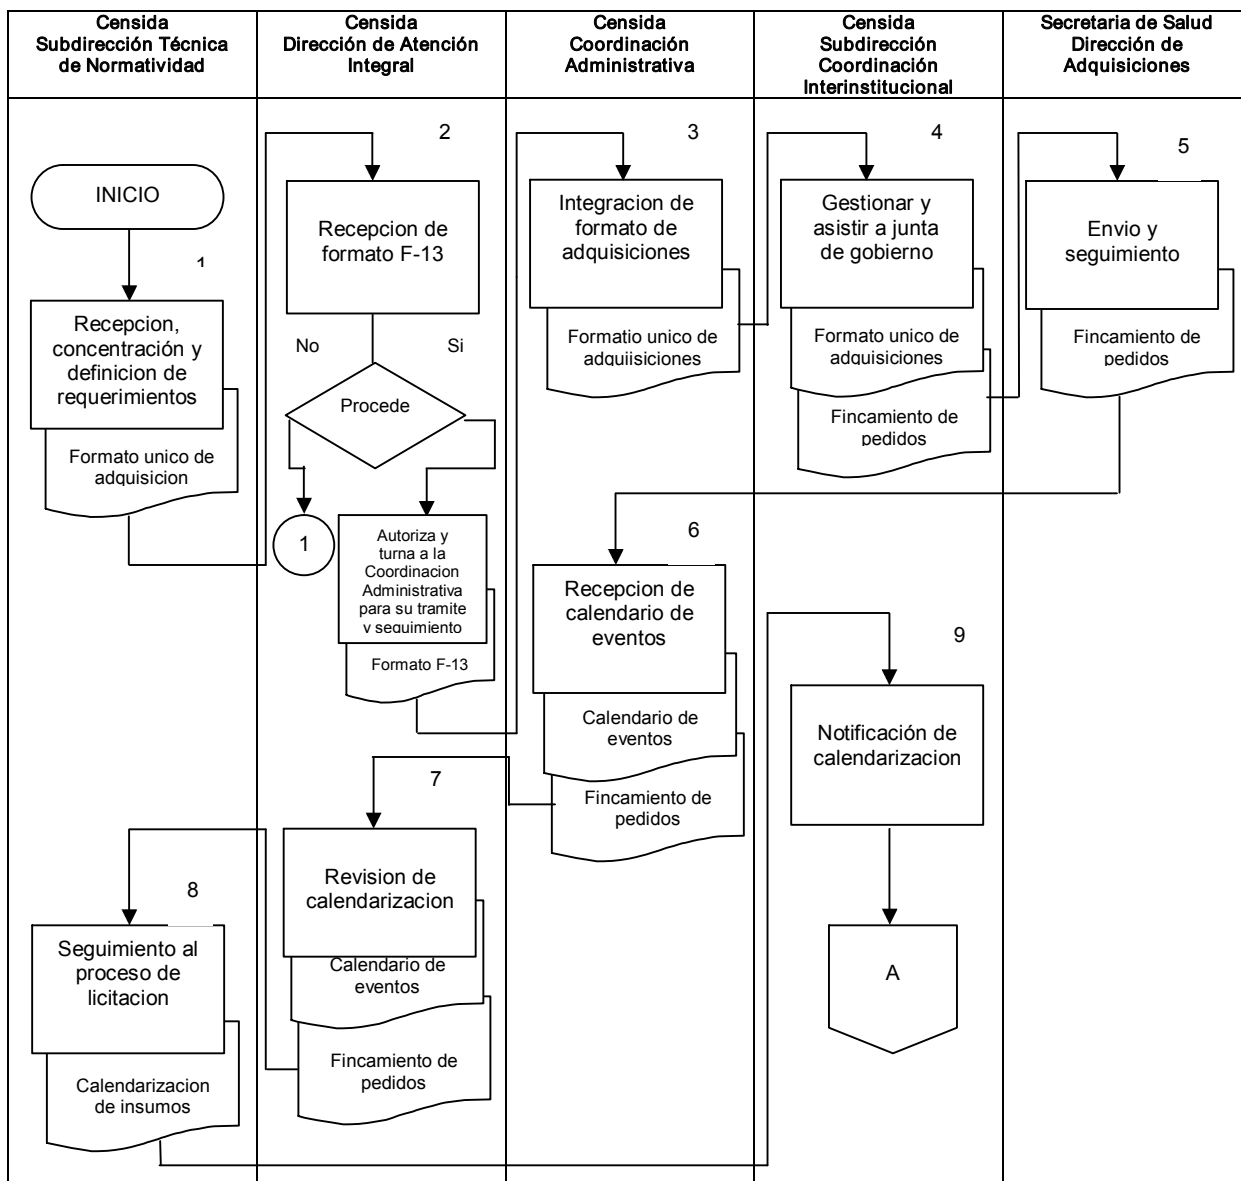 Censida
Subdirección Técnica
de Normatividad
Censida
Dirección de Atención
Integral
Censida
Coordinación
Administrativa
Censida
Subdirección
Coordinación
Interinstitucional
Secretaria de Salud
Dirección de
Adquisiciones
INICIO
1
Recepcion,
concentración y
definicion de
requerimientos
Formato unico de
adquisicion
2
Recepcion de
formato F-13
No
Si
Procede
1
Autoriza y
turna a la
Coordinacion
Administrativa
para su tramite
y seguimiento
Formato F-13
3
Integracion de
formato de
adquisiciones
Formatio unico de
adquiisiciones
4
Gestionar y
asistir a junta
de gobierno
Formato unico de
adquisiciones
Fincamiento de
pedidos
5
Envio y
seguimiento
Fincamiento de
pedidos
6
Recepcion de
calendario de
eventos
Calendario de
eventos
Fincamiento de
pedidos
7
Revision de
calendarizacion
Calendario de
eventos
Fincamiento de
pedidos
8
Seguimiento al
proceso de
licitacion
Calendarizacion
de insumos
9
Notificación de
calendarizacion
A